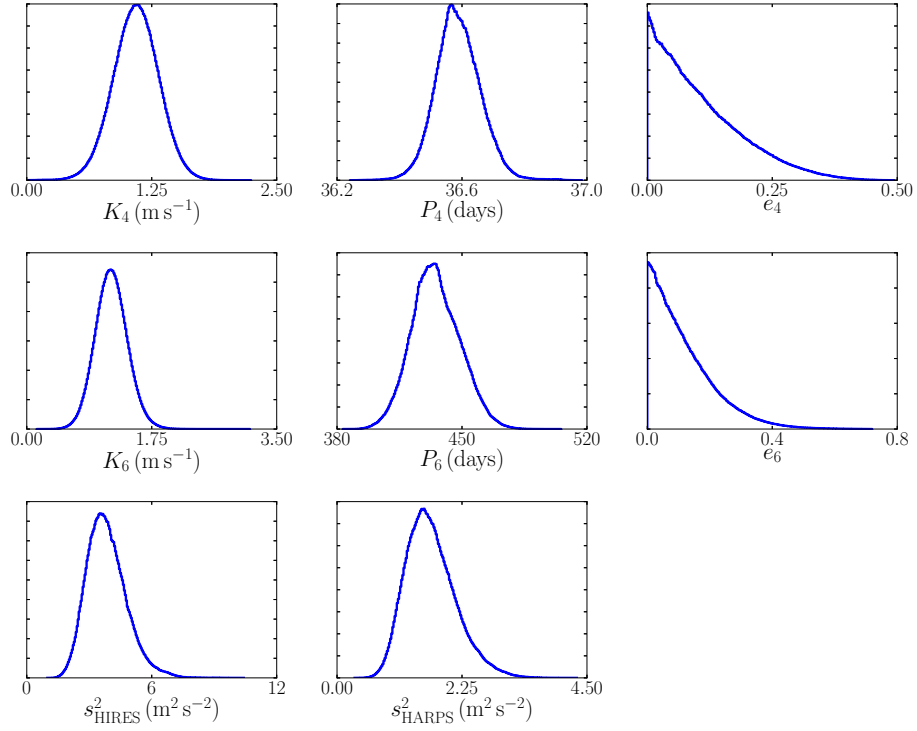 0.00 1.25 2.50 36.2 36.6 37.0 0.00 0.25 0.50
K₄ (m s⁻¹) P₄ (days) e₄
0.00 1.75 3.50 380 450 520 0.0 0.4 0.8
K₆ (m s⁻¹) P₆ (days) e₆
0 6 12 0.00 2.25 4.50
s²HIRES (m² s⁻²) s²HARPS (m² s⁻²)